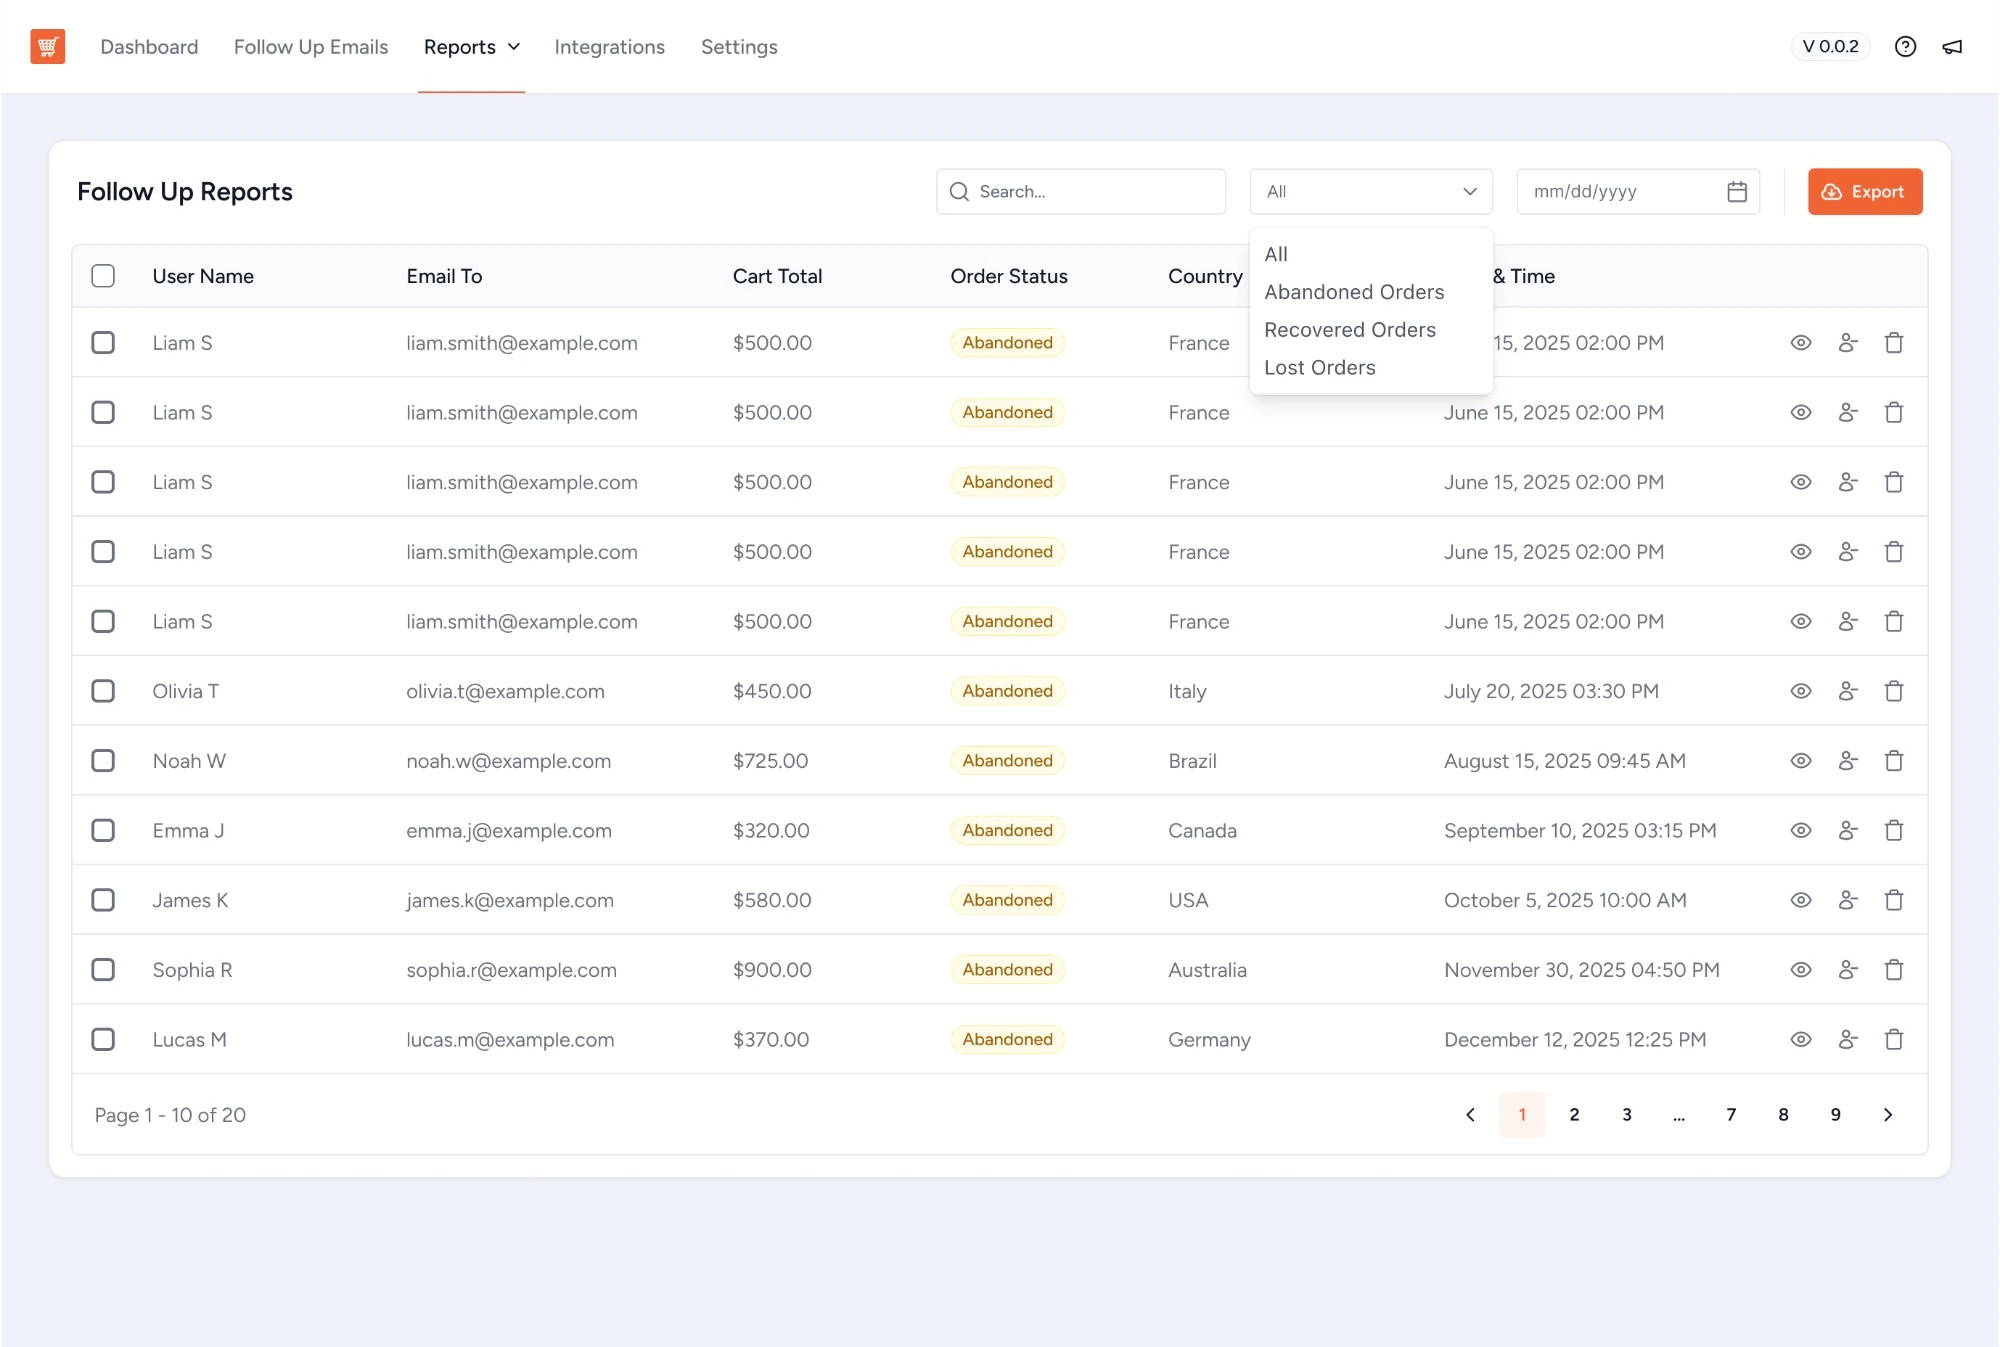 Dashboard Follow Up Emails Reports Integrations Settings V 0.0.2
Follow Up Reports Search... All mm/dd/yyyy Export
All
Abandoned Orders
Recovered Orders
Lost Orders
User Name Email To Cart Total Order Status Country & Time
Liam S liam.smith@example.com $500.00 Abandoned France 15, 2025 02:00 PM
Liam S liam.smith@example.com $500.00 Abandoned France June 15, 2025 02:00 PM
Liam S liam.smith@example.com $500.00 Abandoned France June 15, 2025 02:00 PM
Liam S liam.smith@example.com $500.00 Abandoned France June 15, 2025 02:00 PM
Liam S liam.smith@example.com $500.00 Abandoned France June 15, 2025 02:00 PM
Olivia T olivia.t@example.com $450.00 Abandoned Italy July 20, 2025 03:30 PM
Noah W noah.w@example.com $725.00 Abandoned Brazil August 15, 2025 09:45 AM
Emma J emma.j@example.com $320.00 Abandoned Canada September 10, 2025 03:15 PM
James K james.k@example.com $580.00 Abandoned USA October 5, 2025 10:00 AM
Sophia R sophia.r@example.com $900.00 Abandoned Australia November 30, 2025 04:50 PM
Lucas M lucas.m@example.com $370.00 Abandoned Germany December 12, 2025 12:25 PM
Page 1 - 10 of 20 1 2 3 ... 7 8 9